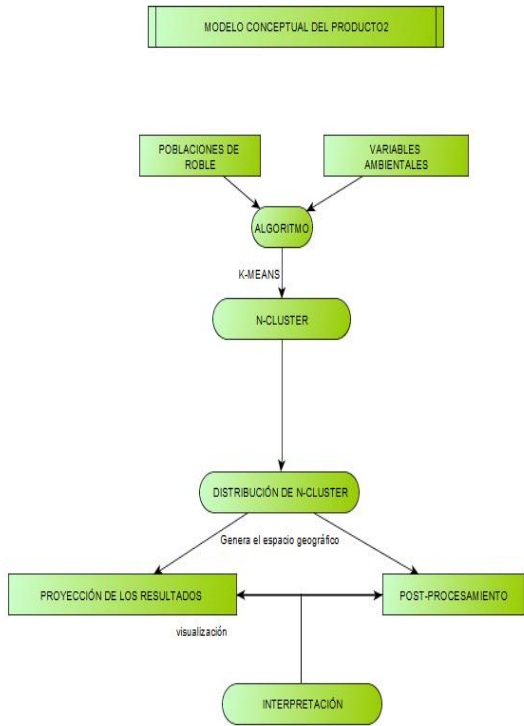 MODELO CONCEPTUAL DEL PRODUCTO2
POBLACIONES DE
ROBLE
VARIABLES
AMBIENTALES
ALGORITMO
K-MEANS
N-CLUSTER
DISTRIBUCIÓN DE N-CLUSTER
Genera el espacio geográfico
PROYECCIÓN DE LOS RESULTADOS
POST-PROCESAMIENTO
visualización
INTERPRETACIÓN